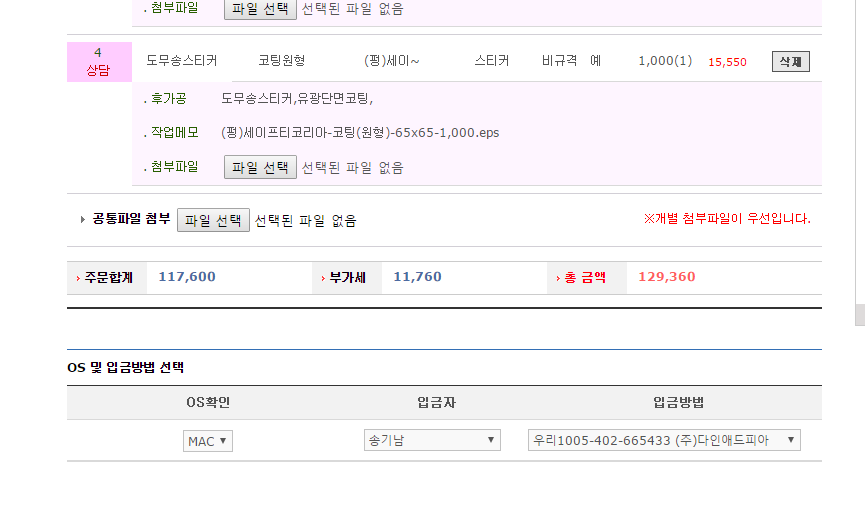 . 첨부파일 파일 선택 선택된 파일 없음
4 도무송스티커 코팅원형 (평)세이~ 스티커 비규격 예 1,000(1) 15,550 삭제
상담
. 후가공 도무송스티커,유광단면코팅,
. 작업메모 (평)세이프티코리아-코팅(원형)-65x65-1,000.eps
. 첨부파일 파일 선택 선택된 파일 없음
공통파일 첨부 파일 선택 선택된 파일 없음 ※개별 첨부파일이 우선입니다.
› 주문합계 117,600 › 부가세 11,760 › 총 금액 129,360
OS 및 입금방법 선택
OS확인 입금자 입금방법
MAC 송기남 우리1005-402-665433 (주)다인애드피아